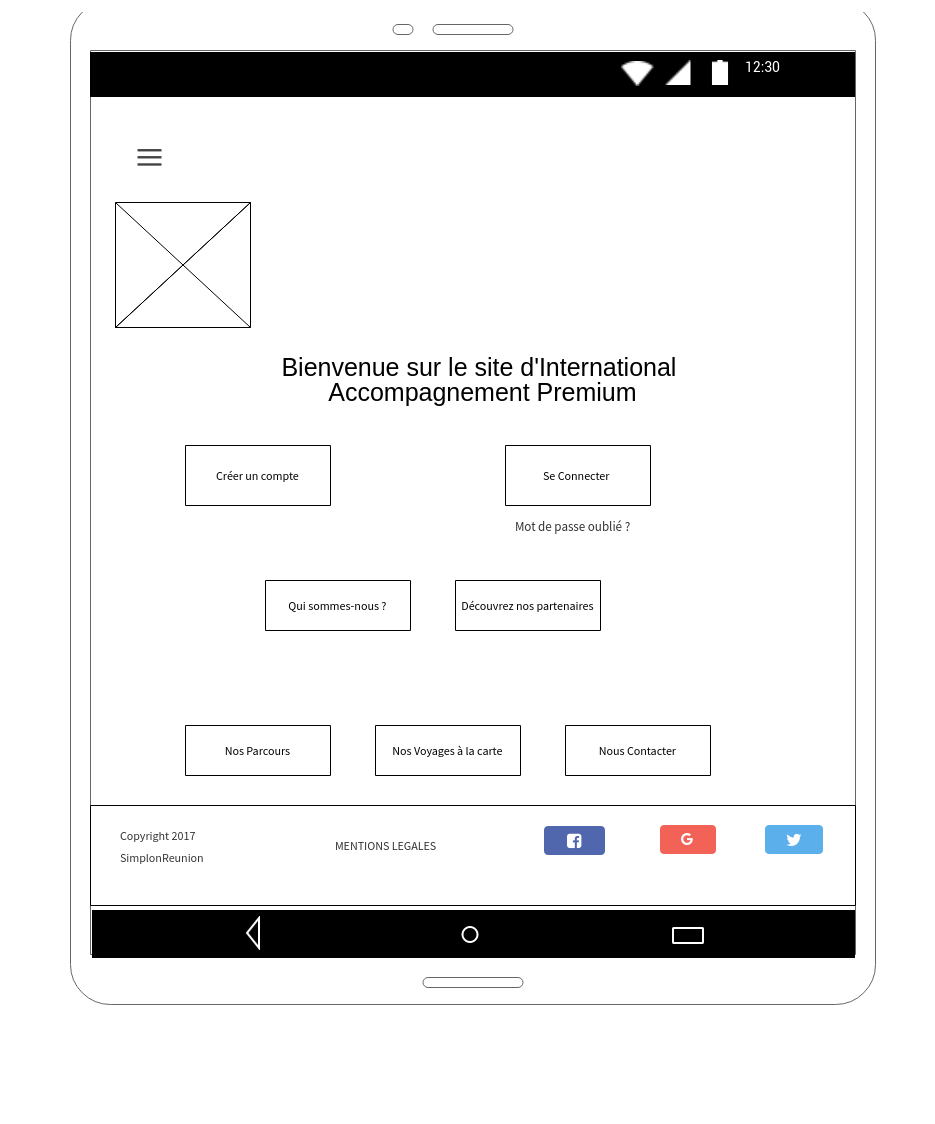 12:30
Bienvenue sur le site d'International
Accompagnement Premium
Créer un compte
Se Connecter
Mot de passe oublié ?
Qui sommes-nous ?
Découvrez nos partenaires
Nos Parcours
Nos Voyages à la carte
Nous Contacter
Copyright 2017
SimplonReunion
MENTIONS LEGALES